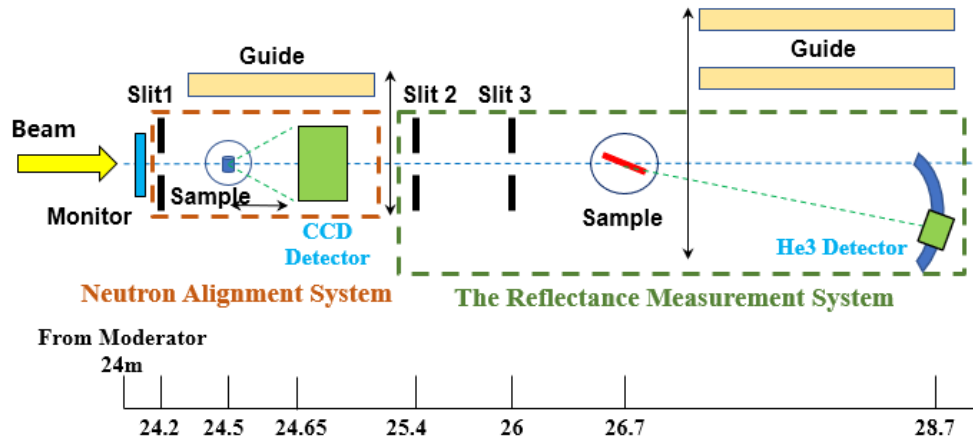 Guide
Guide
Slit1
Slit 2
Slit 3
Beam
Monitor
Sample
CCD
Detector
Sample
He3 Detector
Neutron Alignment System
The Reflectance Measurement System
From Moderator
24m
24.2
24.5
24.65
25.4
26
26.7
28.7